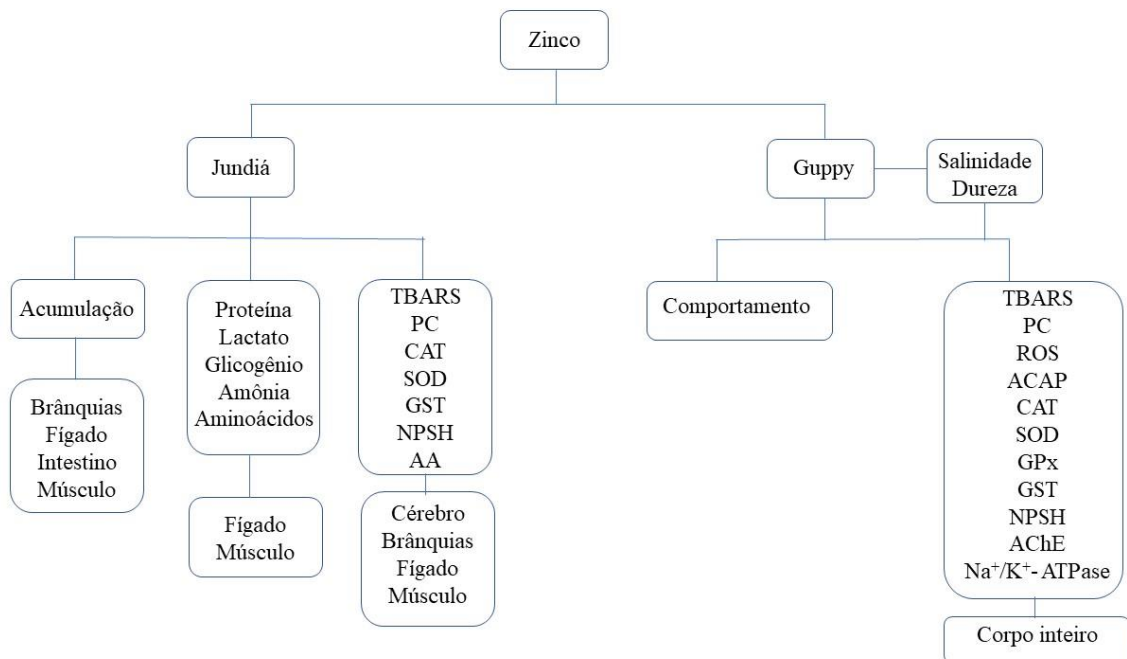 Zinco
Jundiá
Guppy
Salinidade
Dureza
Acumulação
Brânquias
Fígado
Intestino
Músculo
Proteína
Lactato
Glicogênio
Amônia
Aminoácidos
Fígado
Músculo
TBARS
PC
CAT
SOD
GST
NPSH
AA
Cérebro
Brânquias
Fígado
Músculo
Comportamento
TBARS
PC
ROS
ACAP
CAT
SOD
GPx
GST
NPSH
AChE
Na⁺/K⁺- ATPase
Corpo inteiro